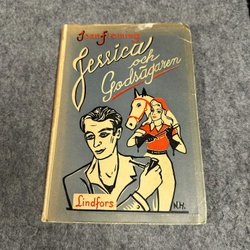 Joan Fleming
Jessica
och
Godsägaren
Lindfors
N.H.